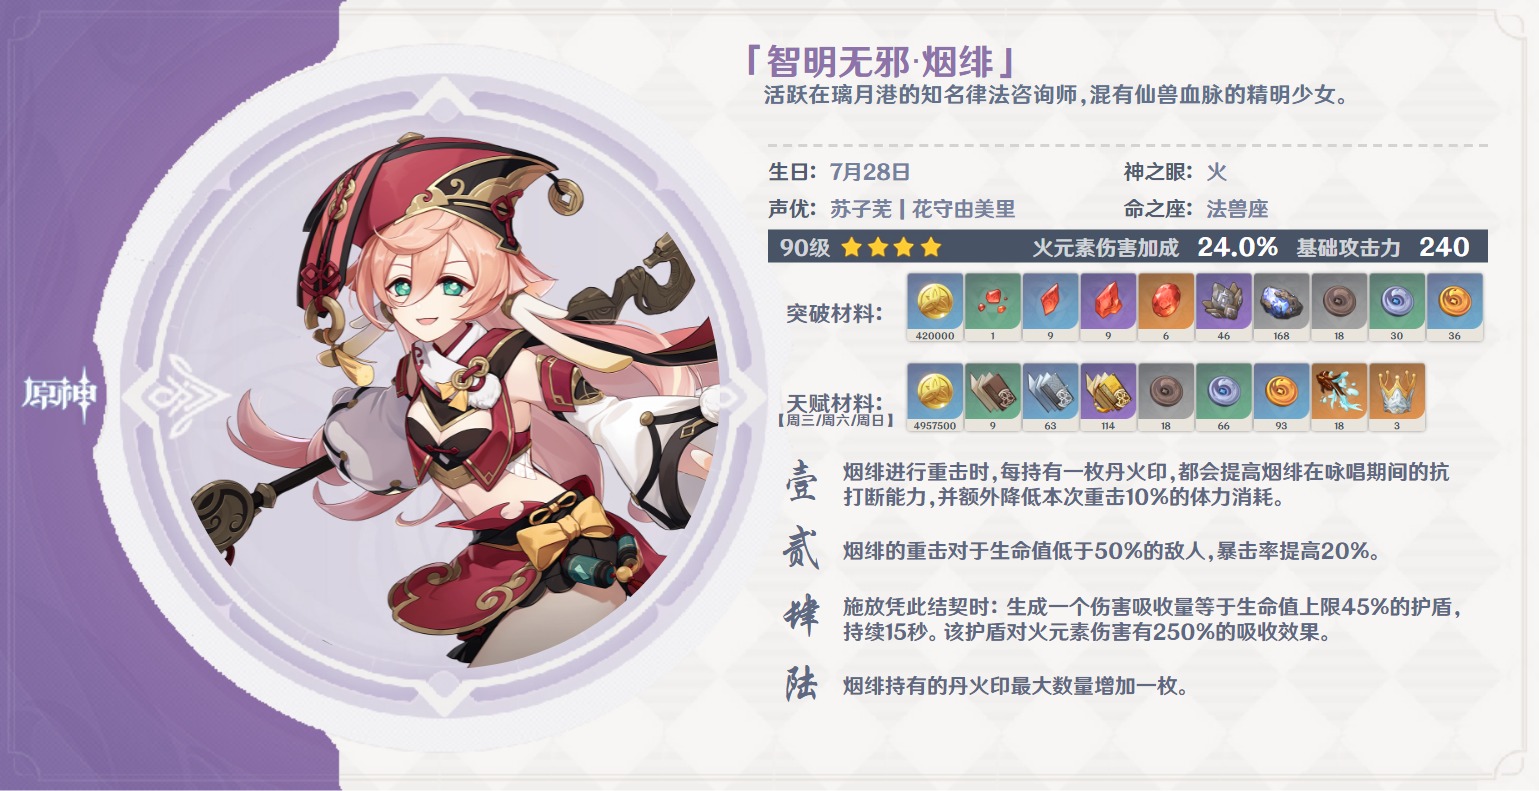 原神
「智明无邪·烟绯」
活跃在璃月港的知名律法咨询师,混有仙兽血脉的精明少女。
生日: 7月28日 神之眼: 火
声优: 苏子芜 | 花守由美里 命之座: 法兽座
90级 火元素伤害加成 24.0% 基础攻击力 240
突破材料:
420000 1 9 9 6 46 168 18 30 36
天赋材料:
【周三/周六/周日】
4957500 9 63 114 18 66 93 18 3
壹 烟绯进行重击时,每持有一枚丹火印,都会提高烟绯在咏唱期间的抗
打断能力,并额外降低本次重击10%的体力消耗。
贰 烟绯的重击对于生命值低于50%的敌人,暴击率提高20%。
肆 施放凭此结契时: 生成一个伤害吸收量等于生命值上限45%的护盾,
持续15秒。该护盾对火元素伤害有250%的吸收效果。
陆 烟绯持有的丹火印最大数量增加一枚。